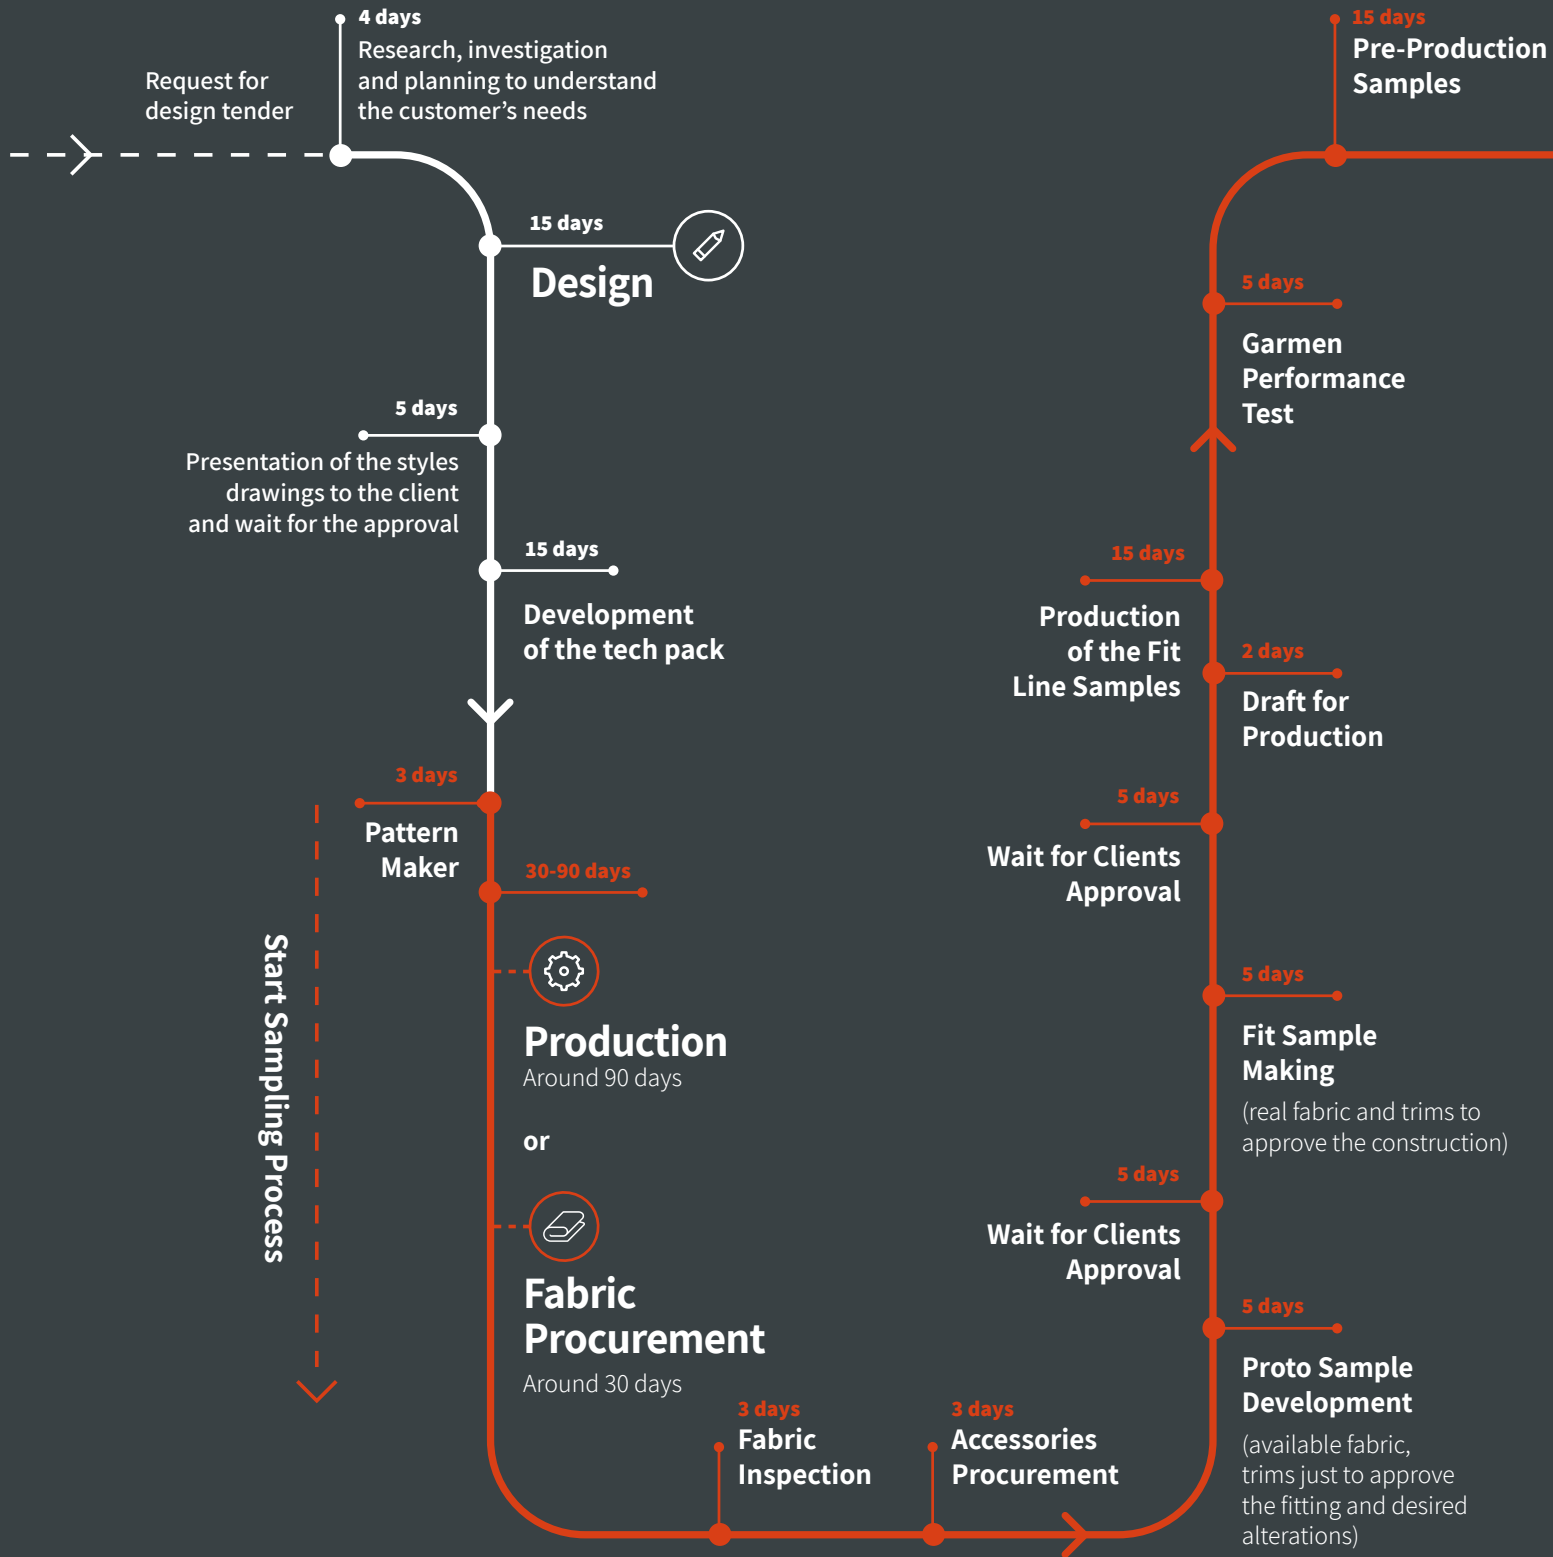 Request for
design tender
4 days
Research, investigation
and planning to understand
the customer's needs
15 days
Design
5 days
Presentation of the styles
drawings to the client
and wait for the approval
15 days
Development
of the tech pack
3 days
Pattern
Maker
Start Sampling Process
30-90 days
Production
Around 90 days
or
Fabric
Procurement
Around 30 days
3 days
Fabric
Inspection
3 days
Accessories
Procurement
5 days
Proto Sample
Development
(available fabric,
trims just to approve
the fitting and desired
alterations)
5 days
Wait for Clients
Approval
5 days
Fit Sample
Making
(real fabric and trims to
approve the construction)
5 days
Wait for Clients
Approval
2 days
Draft for
Production
15 days
Production
of the Fit
Line Samples
5 days
Garmen
Performance
Test
15 days
Pre-Production
Samples